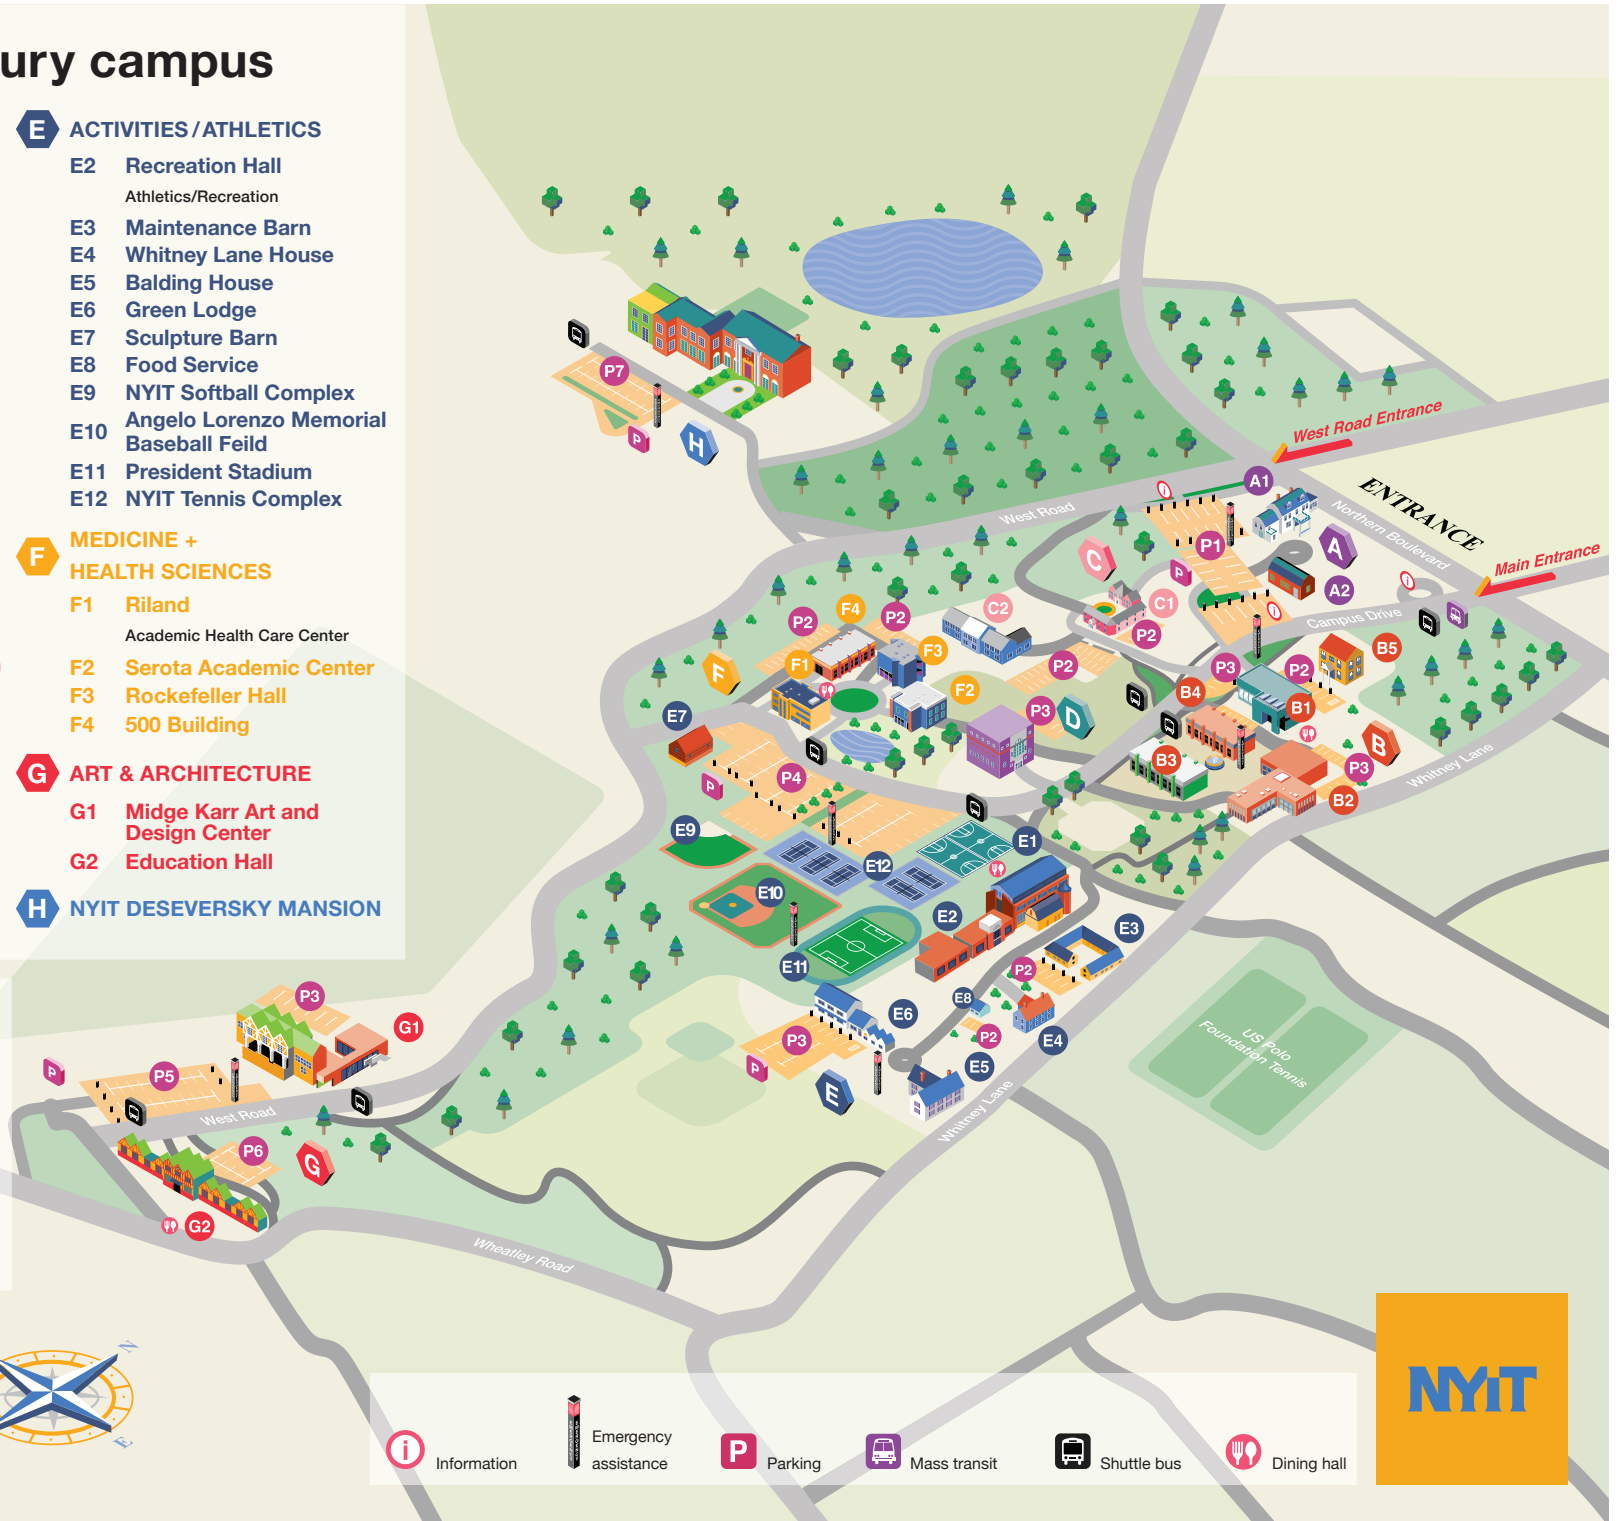 ury campus
E ACTIVITIES / ATHLETICS
E2 Recreation Hall
Athletics/Recreation
E3 Maintenance Barn
E4 Whitney Lane House
E5 Balding House
E6 Green Lodge
E7 Sculpture Barn
E8 Food Service
E9 NYIT Softball Complex
E10 Angelo Lorenzo Memorial
Baseball Feild
E11 President Stadium
E12 NYIT Tennis Complex
F MEDICINE +
HEALTH SCIENCES
F1 Riland
Academic Health Care Center
F2 Serota Academic Center
F3 Rockefeller Hall
F4 500 Building
G ART & ARCHITECTURE
G1 Midge Karr Art and
Design Center
G2 Education Hall
H NYIT DESEVERSKY MANSION
P7
P
H
West Road Entrance
A1
ENTRANCE
Northern Boulevard
West Road
i
P1
A
C
P
Main Entrance
A2
i
C1
i
C2
P2
Campus Drive
F4
P2
P2
F3
F1
F
P2
F2
P3
D
P3
P2
B5
B4
B1
B
E7
B3
P3
B2
Whitney Lane
P4
P
E9
E1
E12
E10
E2
E3
E11
P2
E8
E6
P3
P2
E4
P
E
E5
Whitney Lane
US Polo
Foundation Tennis
P3
G1
P
P5
West Road
P6
G
G2
Wheatley Road
N
E
i Information
Emergency
assistance
P Parking
Mass transit
Shuttle bus
Dining hall
NYIT